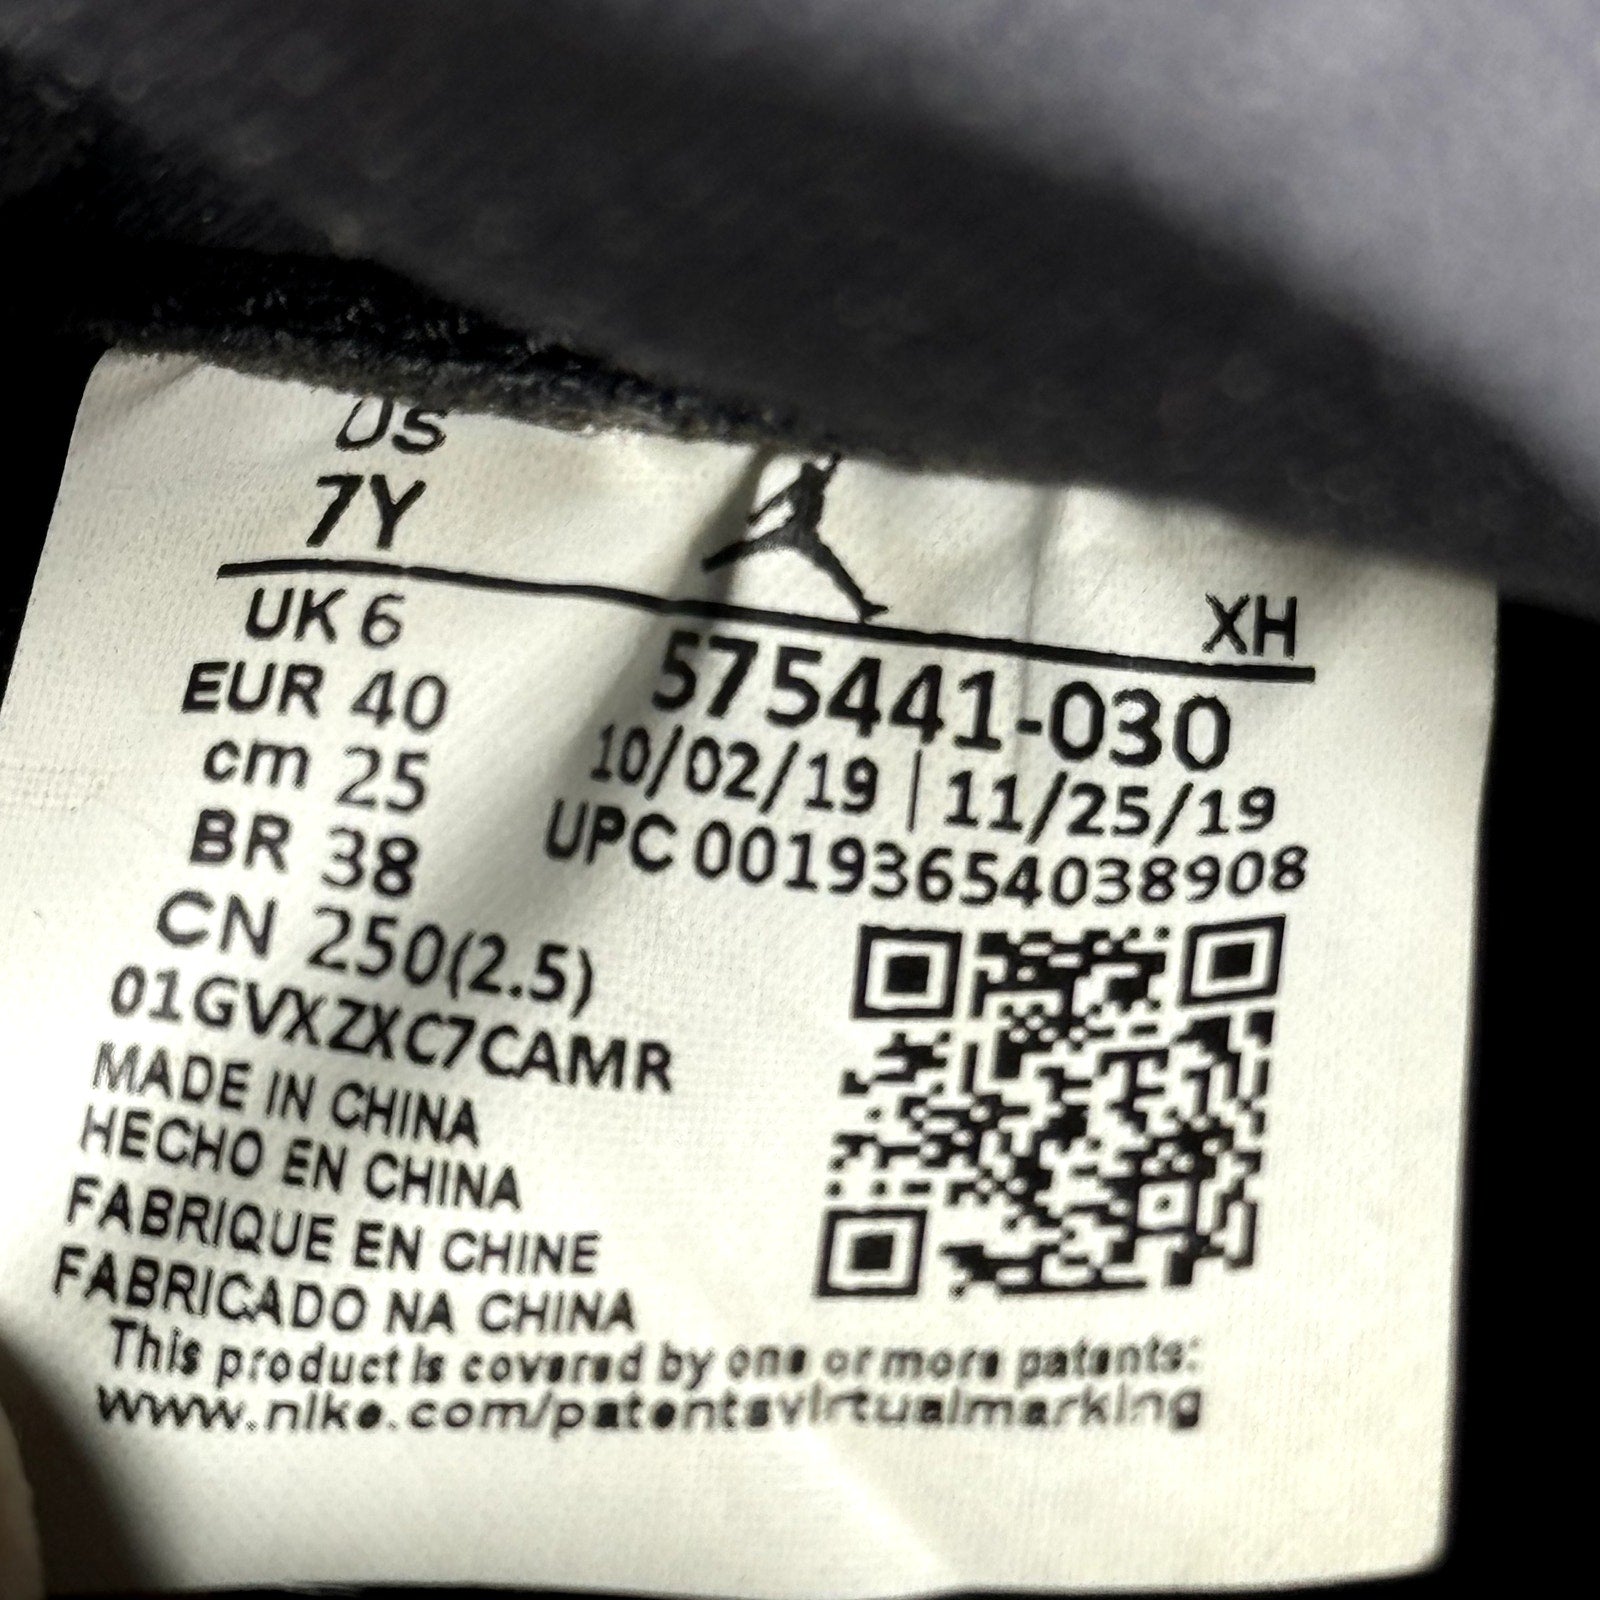 US
7Y
XH
UK 6
EUR 40
cm 25
BR 38
CN 250(2.5)
575441-030
10/02/19 | 11/25/19
UPC 00193654038908
01GVXZXC7CAMR
MADE IN CHINA
HECHO EN CHINA
FABRIQUE EN CHINE
FABRICADO NA CHINA
This product is covered by one or more patents:
www.nike.com/patentsvirtualmarking